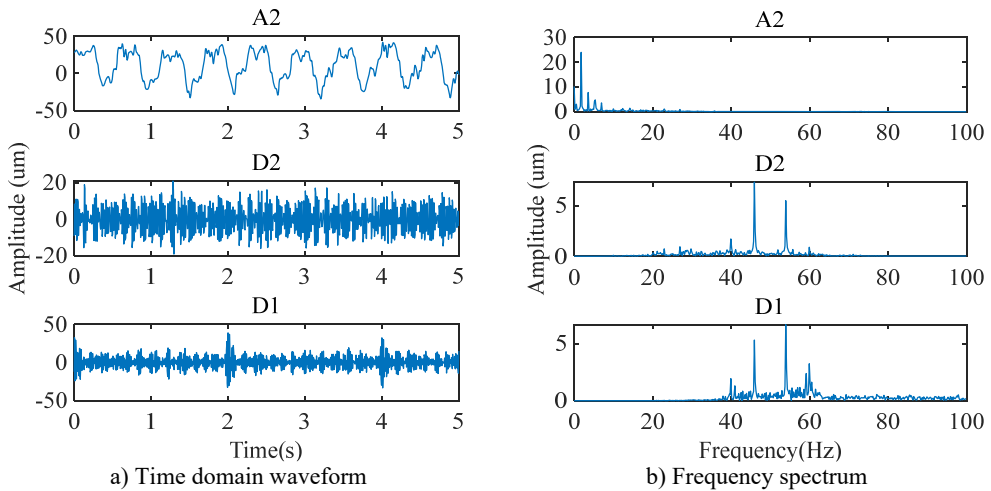 A2
50
0
-50
0 1 2 3 4 5
D2
20
0
-20
0 1 2 3 4 5
D1
50
0
-50
0 1 2 3 4 5
Amplitude (um)
Time(s)
a) Time domain waveform
A2
30
20
10
0
0 20 40 60 80 100
D2
5
0
0 20 40 60 80 100
D1
5
0
0 20 40 60 80 100
Amplitude (um)
Frequency(Hz)
b) Frequency spectrum